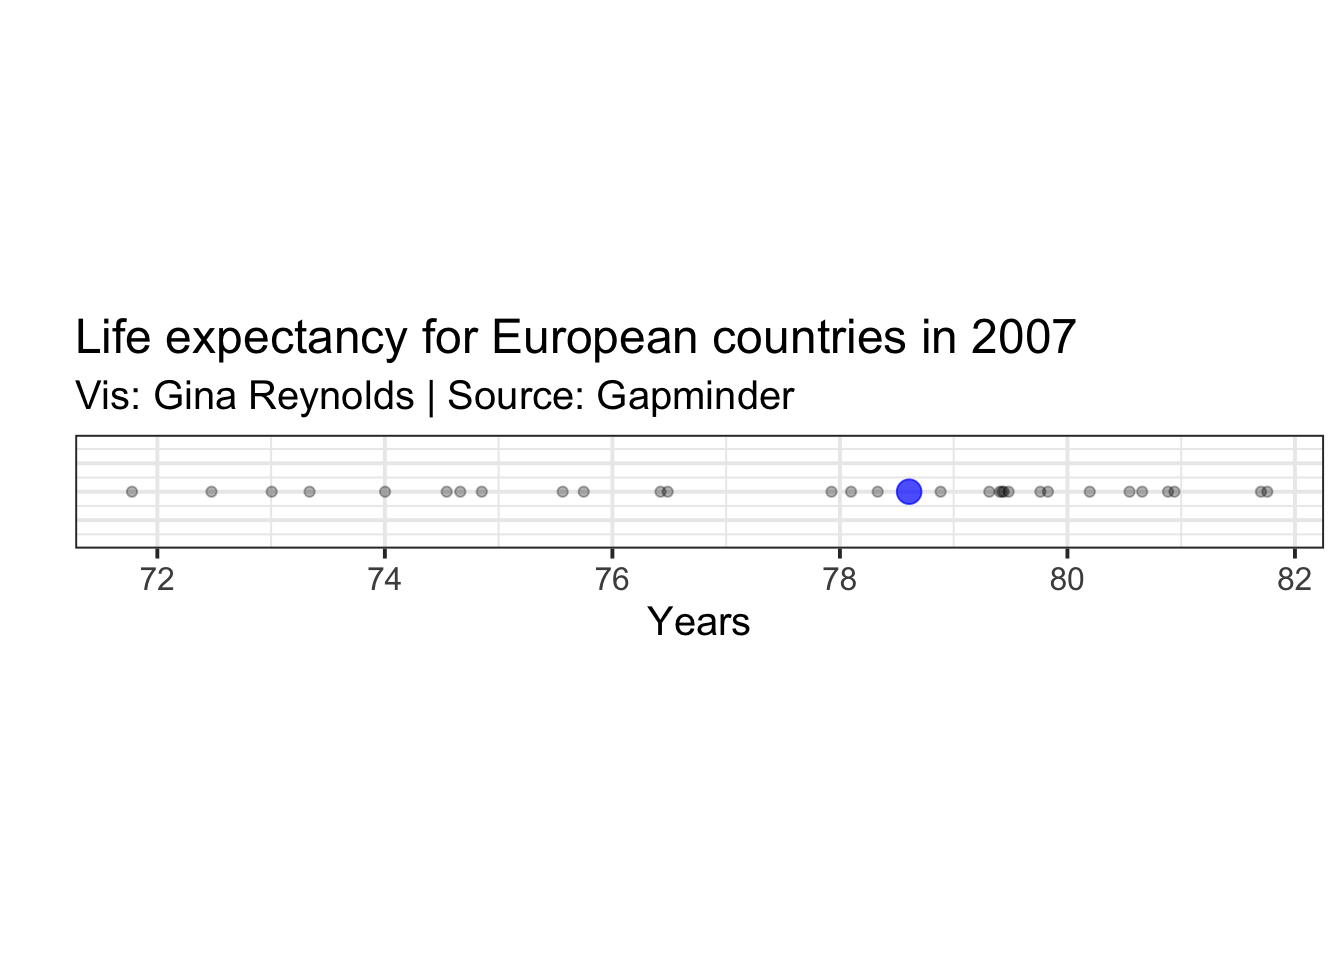 Life expectancy for European countries in 2007
Vis: Gina Reynolds | Source: Gapminder
72 74 76 78 80 82
Years